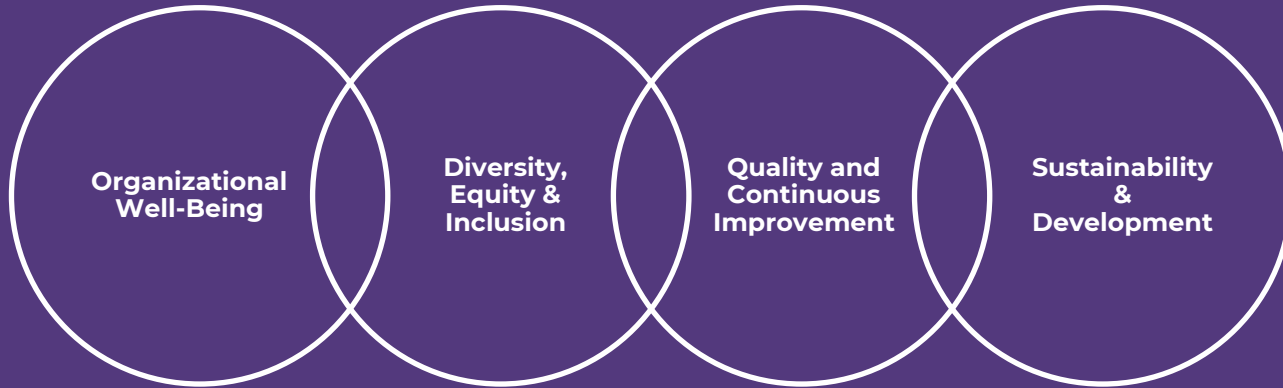 Organizational
Well-Being
Diversity,
Equity &
Inclusion
Quality and
Continuous
Improvement
Sustainability
&
Development